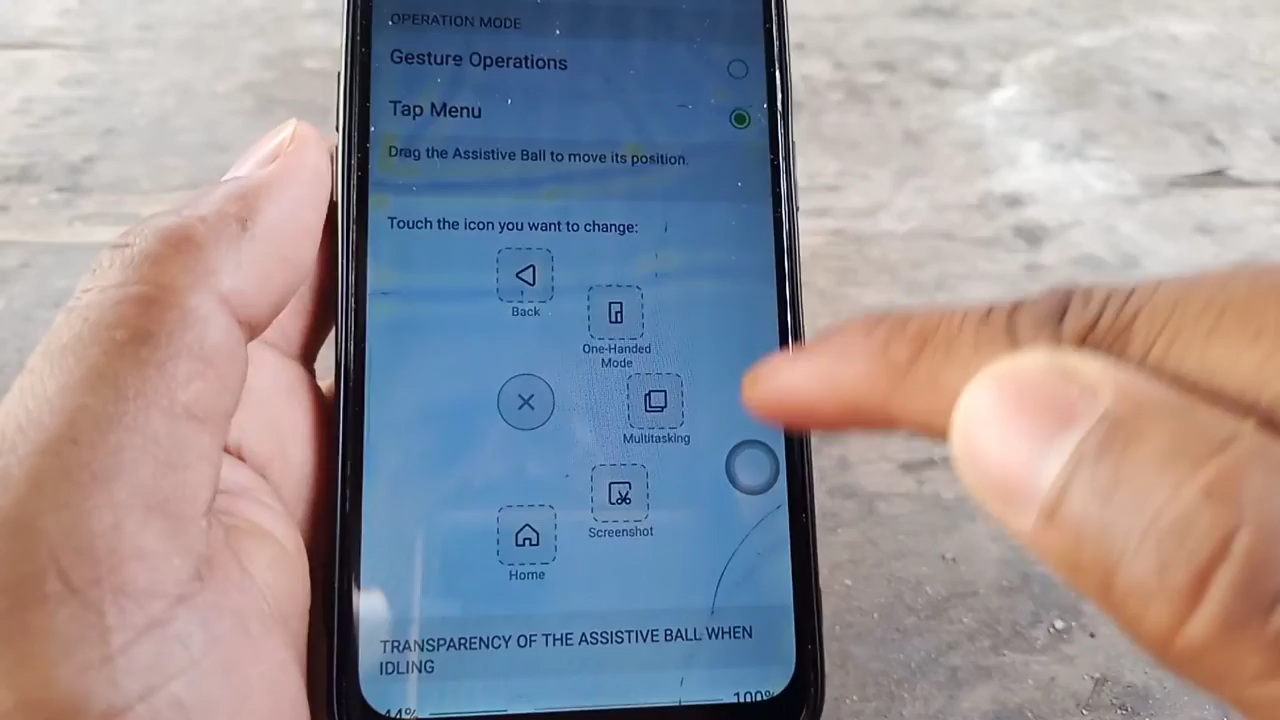 OPERATION MODE
Gesture Operations
Tap Menu
Drag the Assistive Ball to move its position.
Touch the icon you want to change:
Back
One-Handed
Mode
Multitasking
Screenshot
Home
TRANSPARENCY OF THE ASSISTIVE BALL WHEN
IDLING
44%
100%